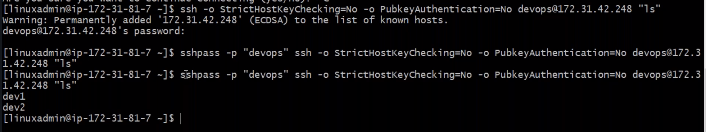 [linuxadmin@ip-172-31-81-7 ~]$ ssh -o StrictHostKeyChecking=No -o PubkeyAuthentication=No devops@172.31.42.248 "ls"
Warning: Permanently added '172.31.42.248' (ECDSA) to the list of known hosts.
devops@172.31.42.248's password:
[linuxadmin@ip-172-31-81-7 ~]$ sshpass -p "devops" ssh -o StrictHostKeyChecking=No -o PubkeyAuthentication=No devops@172.3
1.42.248 "ls"
[linuxadmin@ip-172-31-81-7 ~]$ sshpass -p "devops" ssh -o StrictHostKeyChecking=No -o PubkeyAuthentication=No devops@172.3
1.42.248 "ls"
dev1
dev2
[linuxadmin@ip-172-31-81-7 ~]$